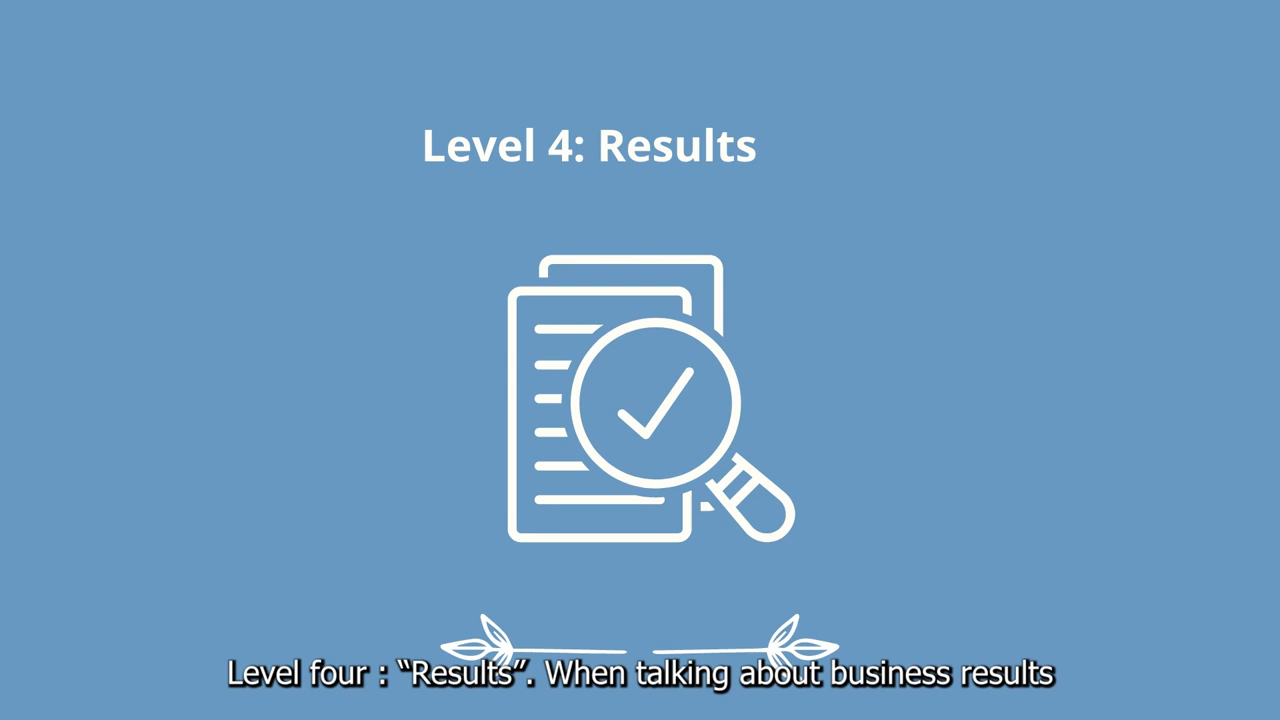 Level 4: Results
Level four : “Results”. When talking about business results